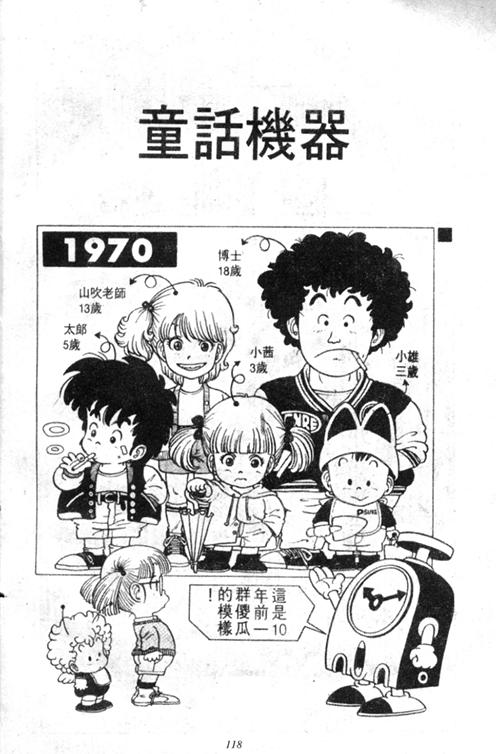 童話機器
1970
博士
18歲
山吹老師
13歲
太郎
5歲
小茜
3歲
小雄
三歲
這是10
年前一
群傻瓜
的模樣
！
118